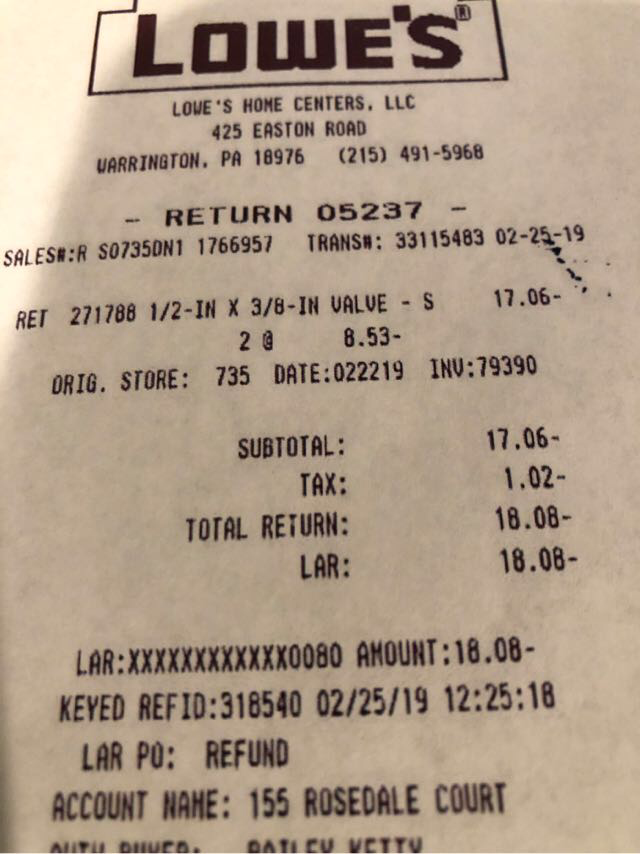 LOWE'S®
LOWE'S HOME CENTERS, LLC
425 EASTON ROAD
WARRINGTON, PA 18976 (215) 491-5968
- RETURN 05237 -
SALES#:R S0735DN1 1766957 TRANS#: 33115483 02-25-19
RET 271788 1/2-IN X 3/8-IN VALVE - S 17.06-
2 @ 8.53-
ORIG. STORE: 735 DATE:022219 INV:79390
SUBTOTAL: 17.06-
TAX: 1.02-
TOTAL RETURN: 18.08-
LAR: 18.08-
LAR:XXXXXXXXXXXX0080 AMOUNT:18.08-
KEYED REFID:318540 02/25/19 12:25:18
LAR PO: REFUND
ACCOUNT NAME: 155 ROSEDALE COURT
AUTH BUYER: